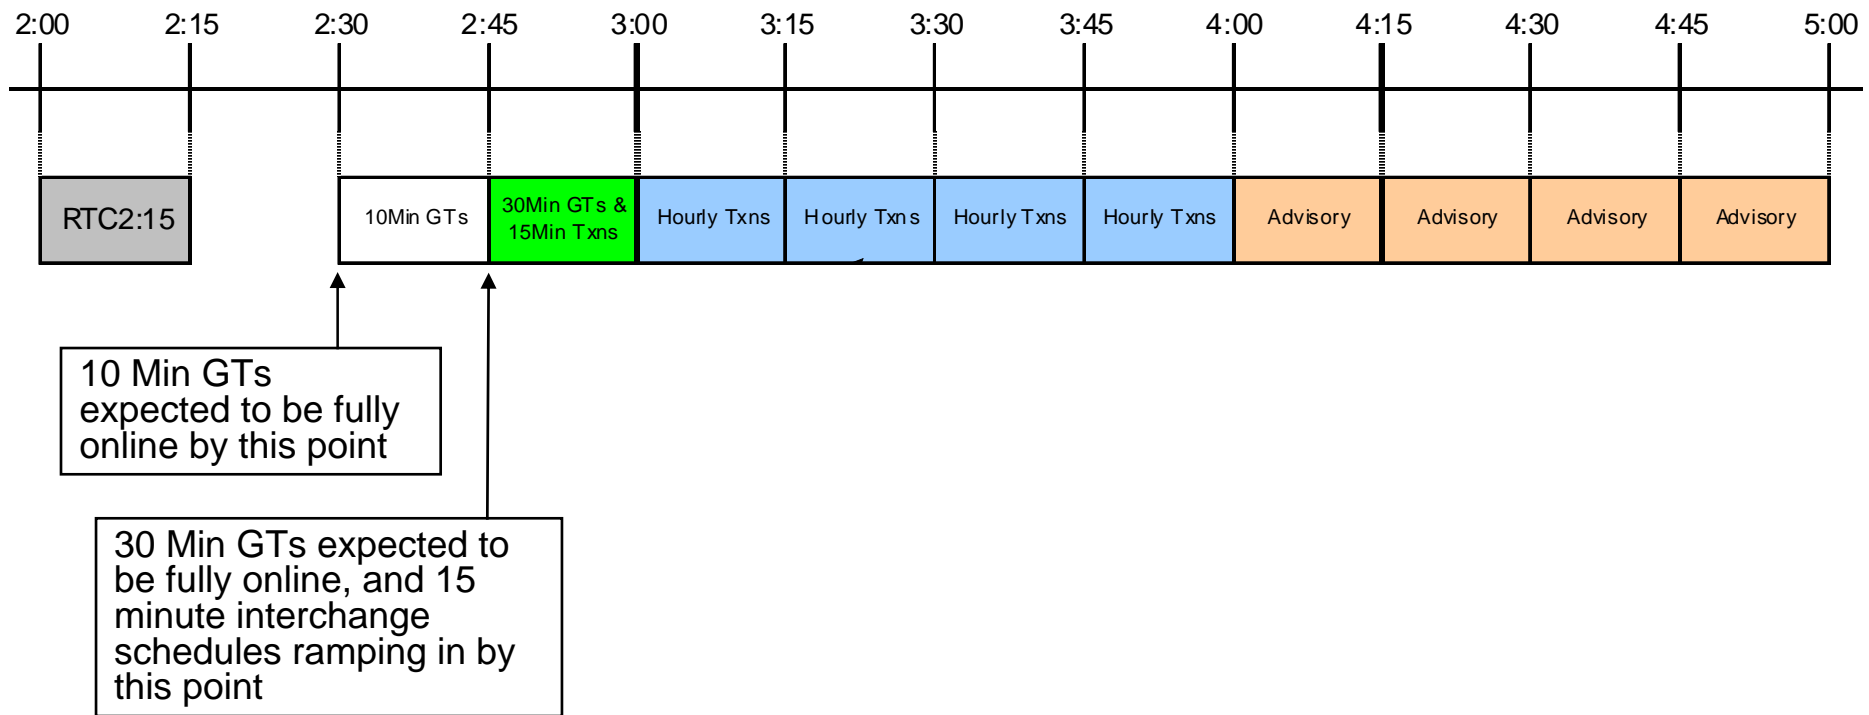 2:00 2:15 2:30 2:45 3:00 3:15 3:30 3:45 4:00 4:15 4:30 4:45 5:00
RTC2:15
10Min GTs
30Min GTs &
15Min Txns
Hourly Txns
Hourly Txns
Hourly Txns
Hourly Txns
Advisory
Advisory
Advisory
Advisory
10 Min GTs
expected to be fully
online by this point
30 Min GTs expected to
be fully online, and 15
minute interchange
schedules ramping in by
this point